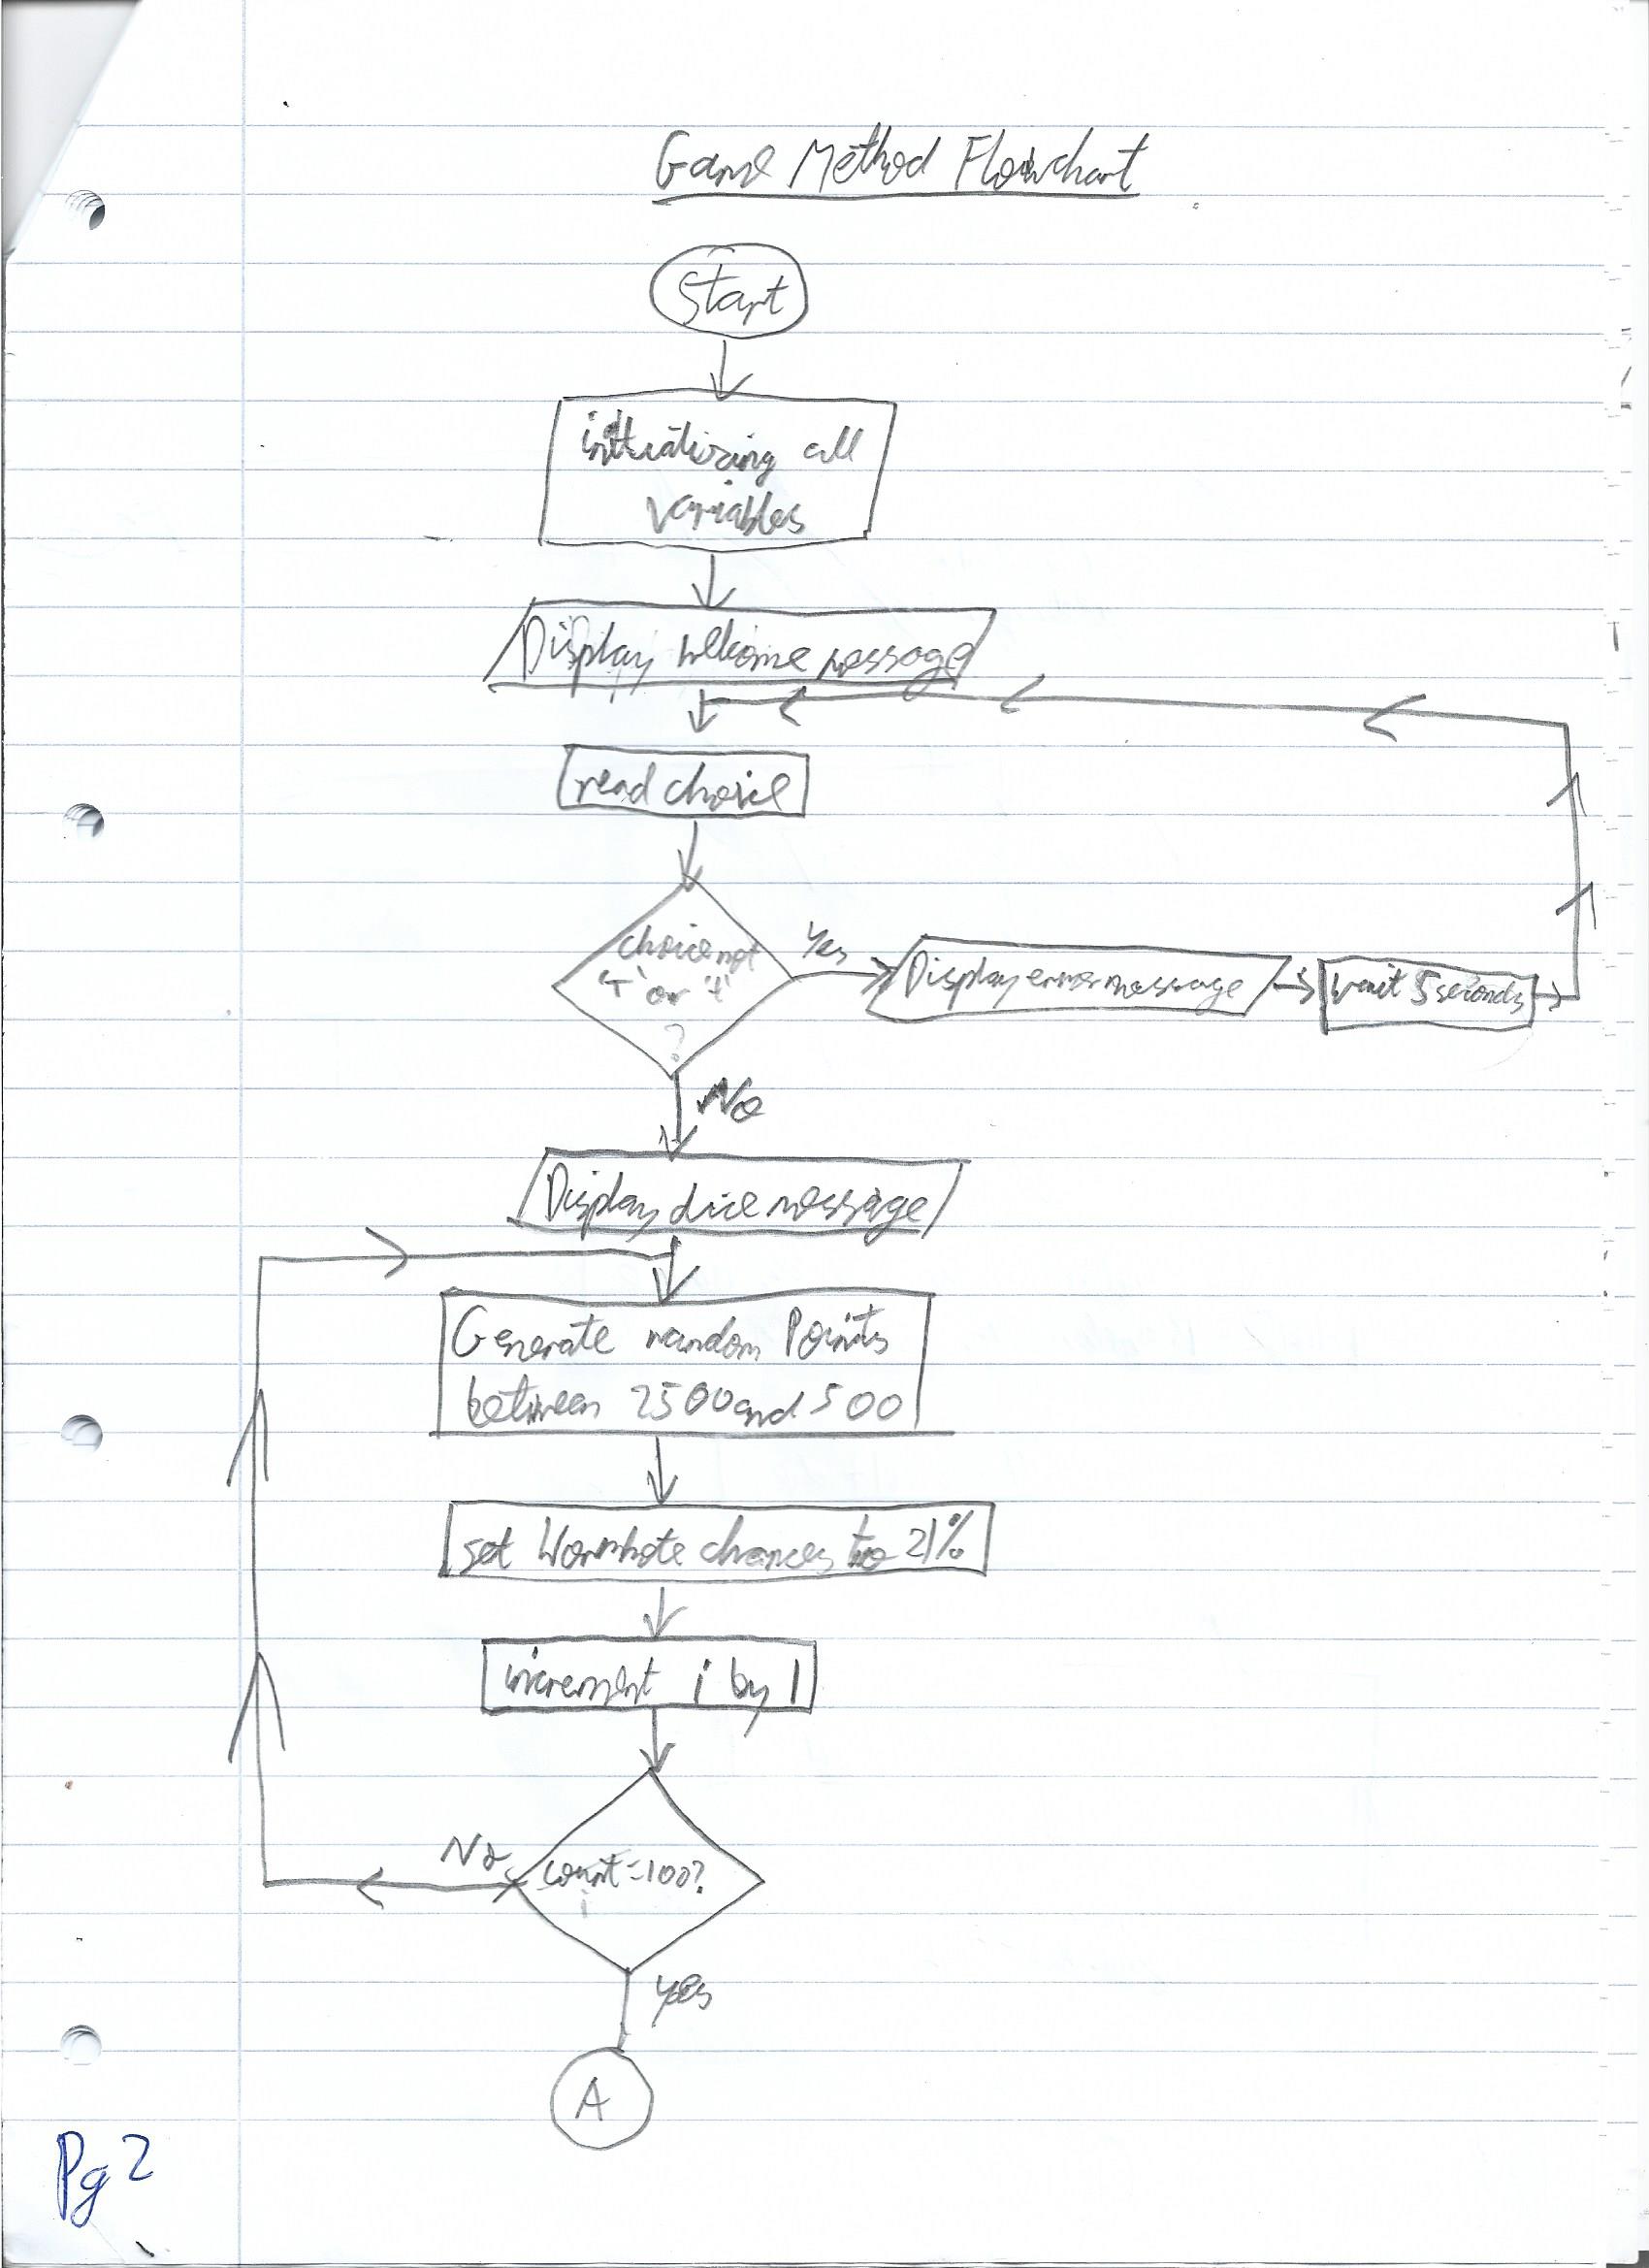 Game Method Flowchart
Start
initializing all
variables
Display welcome message
read choice
choice not
'T' or 't'
?
Yes
Display error message
wait 5 seconds
No
Display dice message
Generate random Points
between 2500 and 500
set Wormhole chances to 21%
increment i by 1
No
count = 100?
i
yes
A
Pg 2